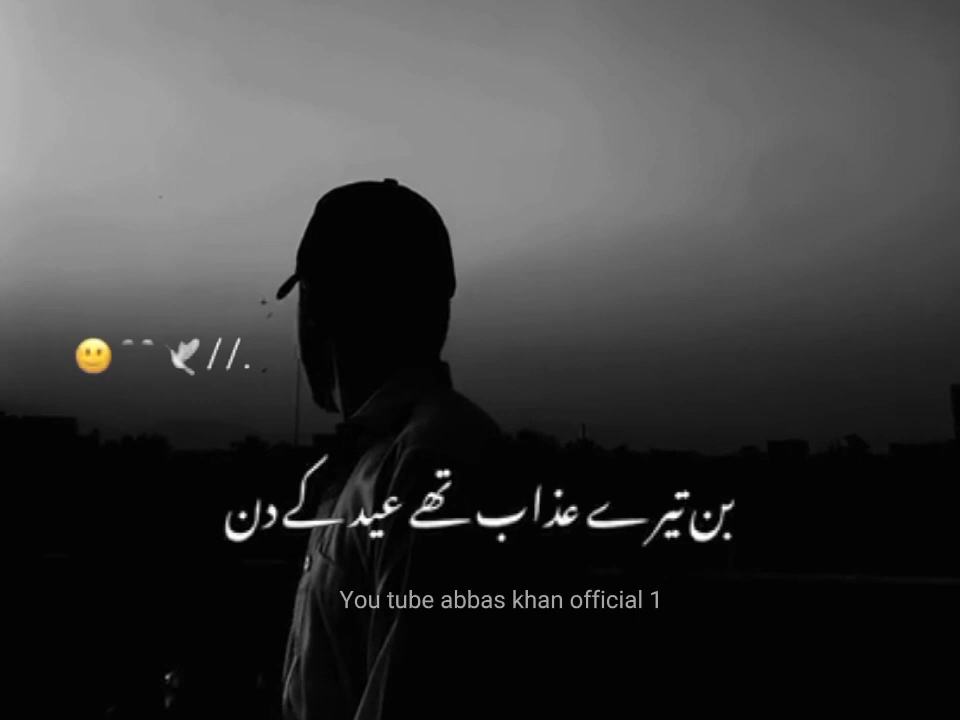 🙂 🕊//.
بن تیرے عذاب تھے عید کے دن
You tube abbas khan official 1